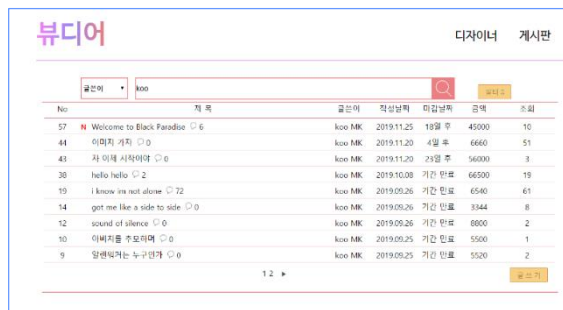 뷰디어
디자이너 게시판
글쓴이 koo
No 제 목 글쓴이 작성날짜 마감날짜 금액 조회
57 N Welcome to Black Paradise 6 koo MK 2019.11.25 18일 후 45000 10
44 이미지 가치 0 koo MK 2019.11.20 4일 후 6660 51
43 자 이제 시작이야 0 koo MK 2019.11.20 23일 후 56000 3
38 hello hello 2 koo MK 2019.10.08 기간 만료 66500 19
19 i know im not alone 72 koo MK 2019.09.26 기간 만료 6540 61
14 got me like a side to side 0 koo MK 2019.09.26 기간 만료 3344 8
12 sound of silence 0 koo MK 2019.09.26 기간 만료 8800 2
10 아버지를 추모하며 0 koo MK 2019.09.25 기간 만료 5500 1
9 알렌워커는 누구인가 0 koo MK 2019.09.25 기간 만료 5520 2
1 2
글쓰기